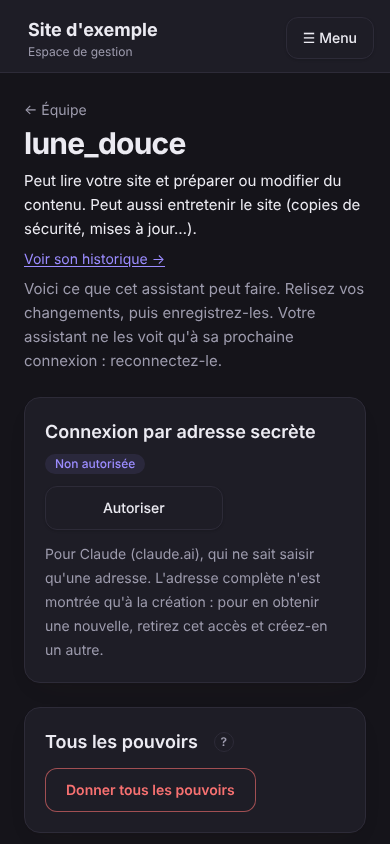 Site d'exemple
Espace de gestion
☰ Menu
← Équipe
lune_douce
Peut lire votre site et préparer ou modifier du
contenu. Peut aussi entretenir le site (copies de
sécurité, mises à jour…).
Voir son historique →
Voici ce que cet assistant peut faire. Relisez vos
changements, puis enregistrez-les. Votre
assistant ne les voit qu'à sa prochaine
connexion : reconnectez-le.
Connexion par adresse secrète
Non autorisée
Autoriser
Pour Claude (claude.ai), qui ne sait saisir
qu'une adresse. L'adresse complète n'est
montrée qu'à la création : pour en obtenir
une nouvelle, retirez cet accès et créez-en
un autre.
Tous les pouvoirs ?
Donner tous les pouvoirs